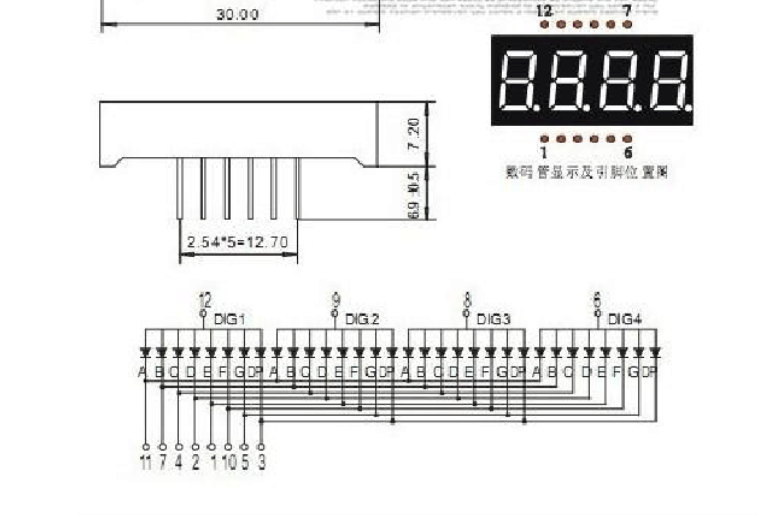 30.00
12 7
7.20
6.9 ±0.5
1 6
数码管显示及引脚位置图
2.54*5=12.70
12 9 8 6
DIG1 DIG2 DIG3 DIG4
A B C D E F G DP A B C D E F G DP A B C D E F G DP A B C D E F G DP
11 7 4 2 1 10 5 3